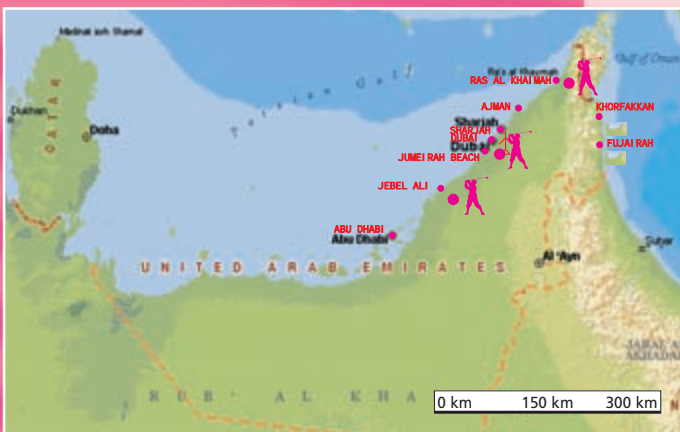 Madinat ash Shamal
Gulf of Oman
Persian Gulf
Ra's al Khaymah
RAS AL KHAIMAH
Dukhan
QATAR
Doha
AJMAN
KHORFAKKAN
Sharjah
SHARJAH
DUBAI
Dubai
FUJAIRAH
JUMEIRAH BEACH
JEBEL ALI
ABU DHABI
Abu Dhabi
Suhar
Al 'Ayn
UNITED ARAB EMIRATES
JABAL A
AKHADA
RUB' AL KHA
0 km 150 km 300 km